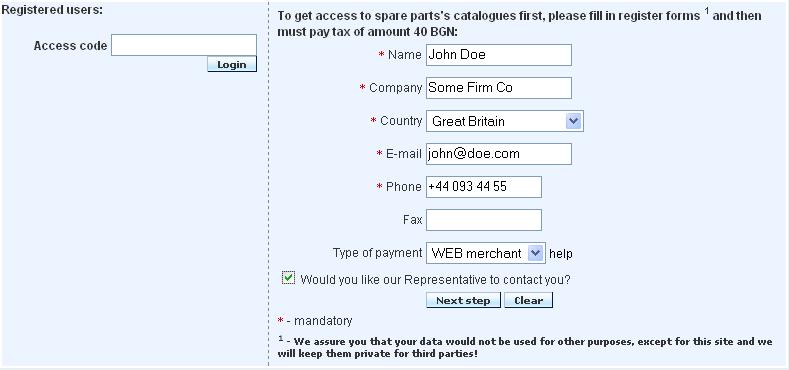 Registered users:
Access code
Login
To get access to spare parts's catalogues first, please fill in register forms 1 and then
must pay tax of amount 40 BGN:
* Name John Doe
* Company Some Firm Co
* Country Great Britain
* E-mail john@doe.com
* Phone +44 093 44 55
Fax
Type of payment WEB merchant help
Would you like our Representative to contact you?
Next step Clear
* - mandatory
1 - We assure you that your data would not be used for other purposes, except for this site and we
will keep them private for third parties!